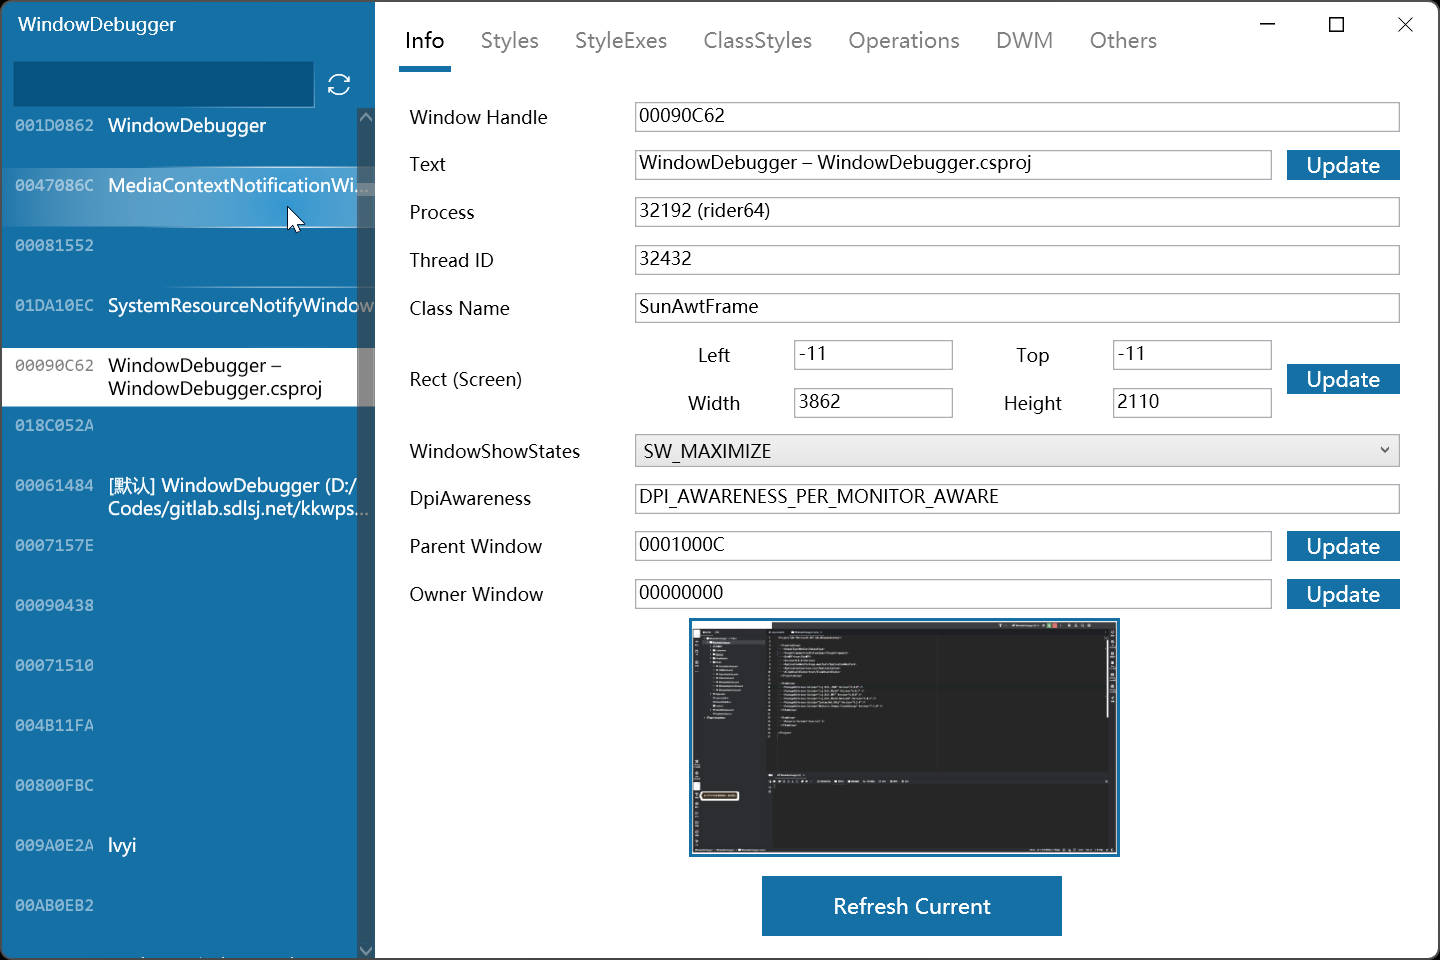 WindowDebugger
001D0862 WindowDebugger
0047086C MediaContextNotificationWi...
00081552
01DA10EC SystemResourceNotifyWindow
00090C62 WindowDebugger –
WindowDebugger.csproj
018C052A
00061484 [默认] WindowDebugger (D:/
Codes/gitlab.sdlsj.net/kkwps...
0007157E
00090438
00071510
004B11FA
00800FBC
009A0E2A lvyi
00AB0EB2
Info Styles StyleExes ClassStyles Operations DWM Others
Window Handle 00090C62
Text WindowDebugger – WindowDebugger.csproj Update
Process 32192 (rider64)
Thread ID 32432
Class Name SunAwtFrame
Rect (Screen) Left -11 Top -11 Update
Width 3862 Height 2110
WindowShowStates SW_MAXIMIZE
DpiAwareness DPI_AWARENESS_PER_MONITOR_AWARE
Parent Window 0001000C Update
Owner Window 00000000 Update
Refresh Current